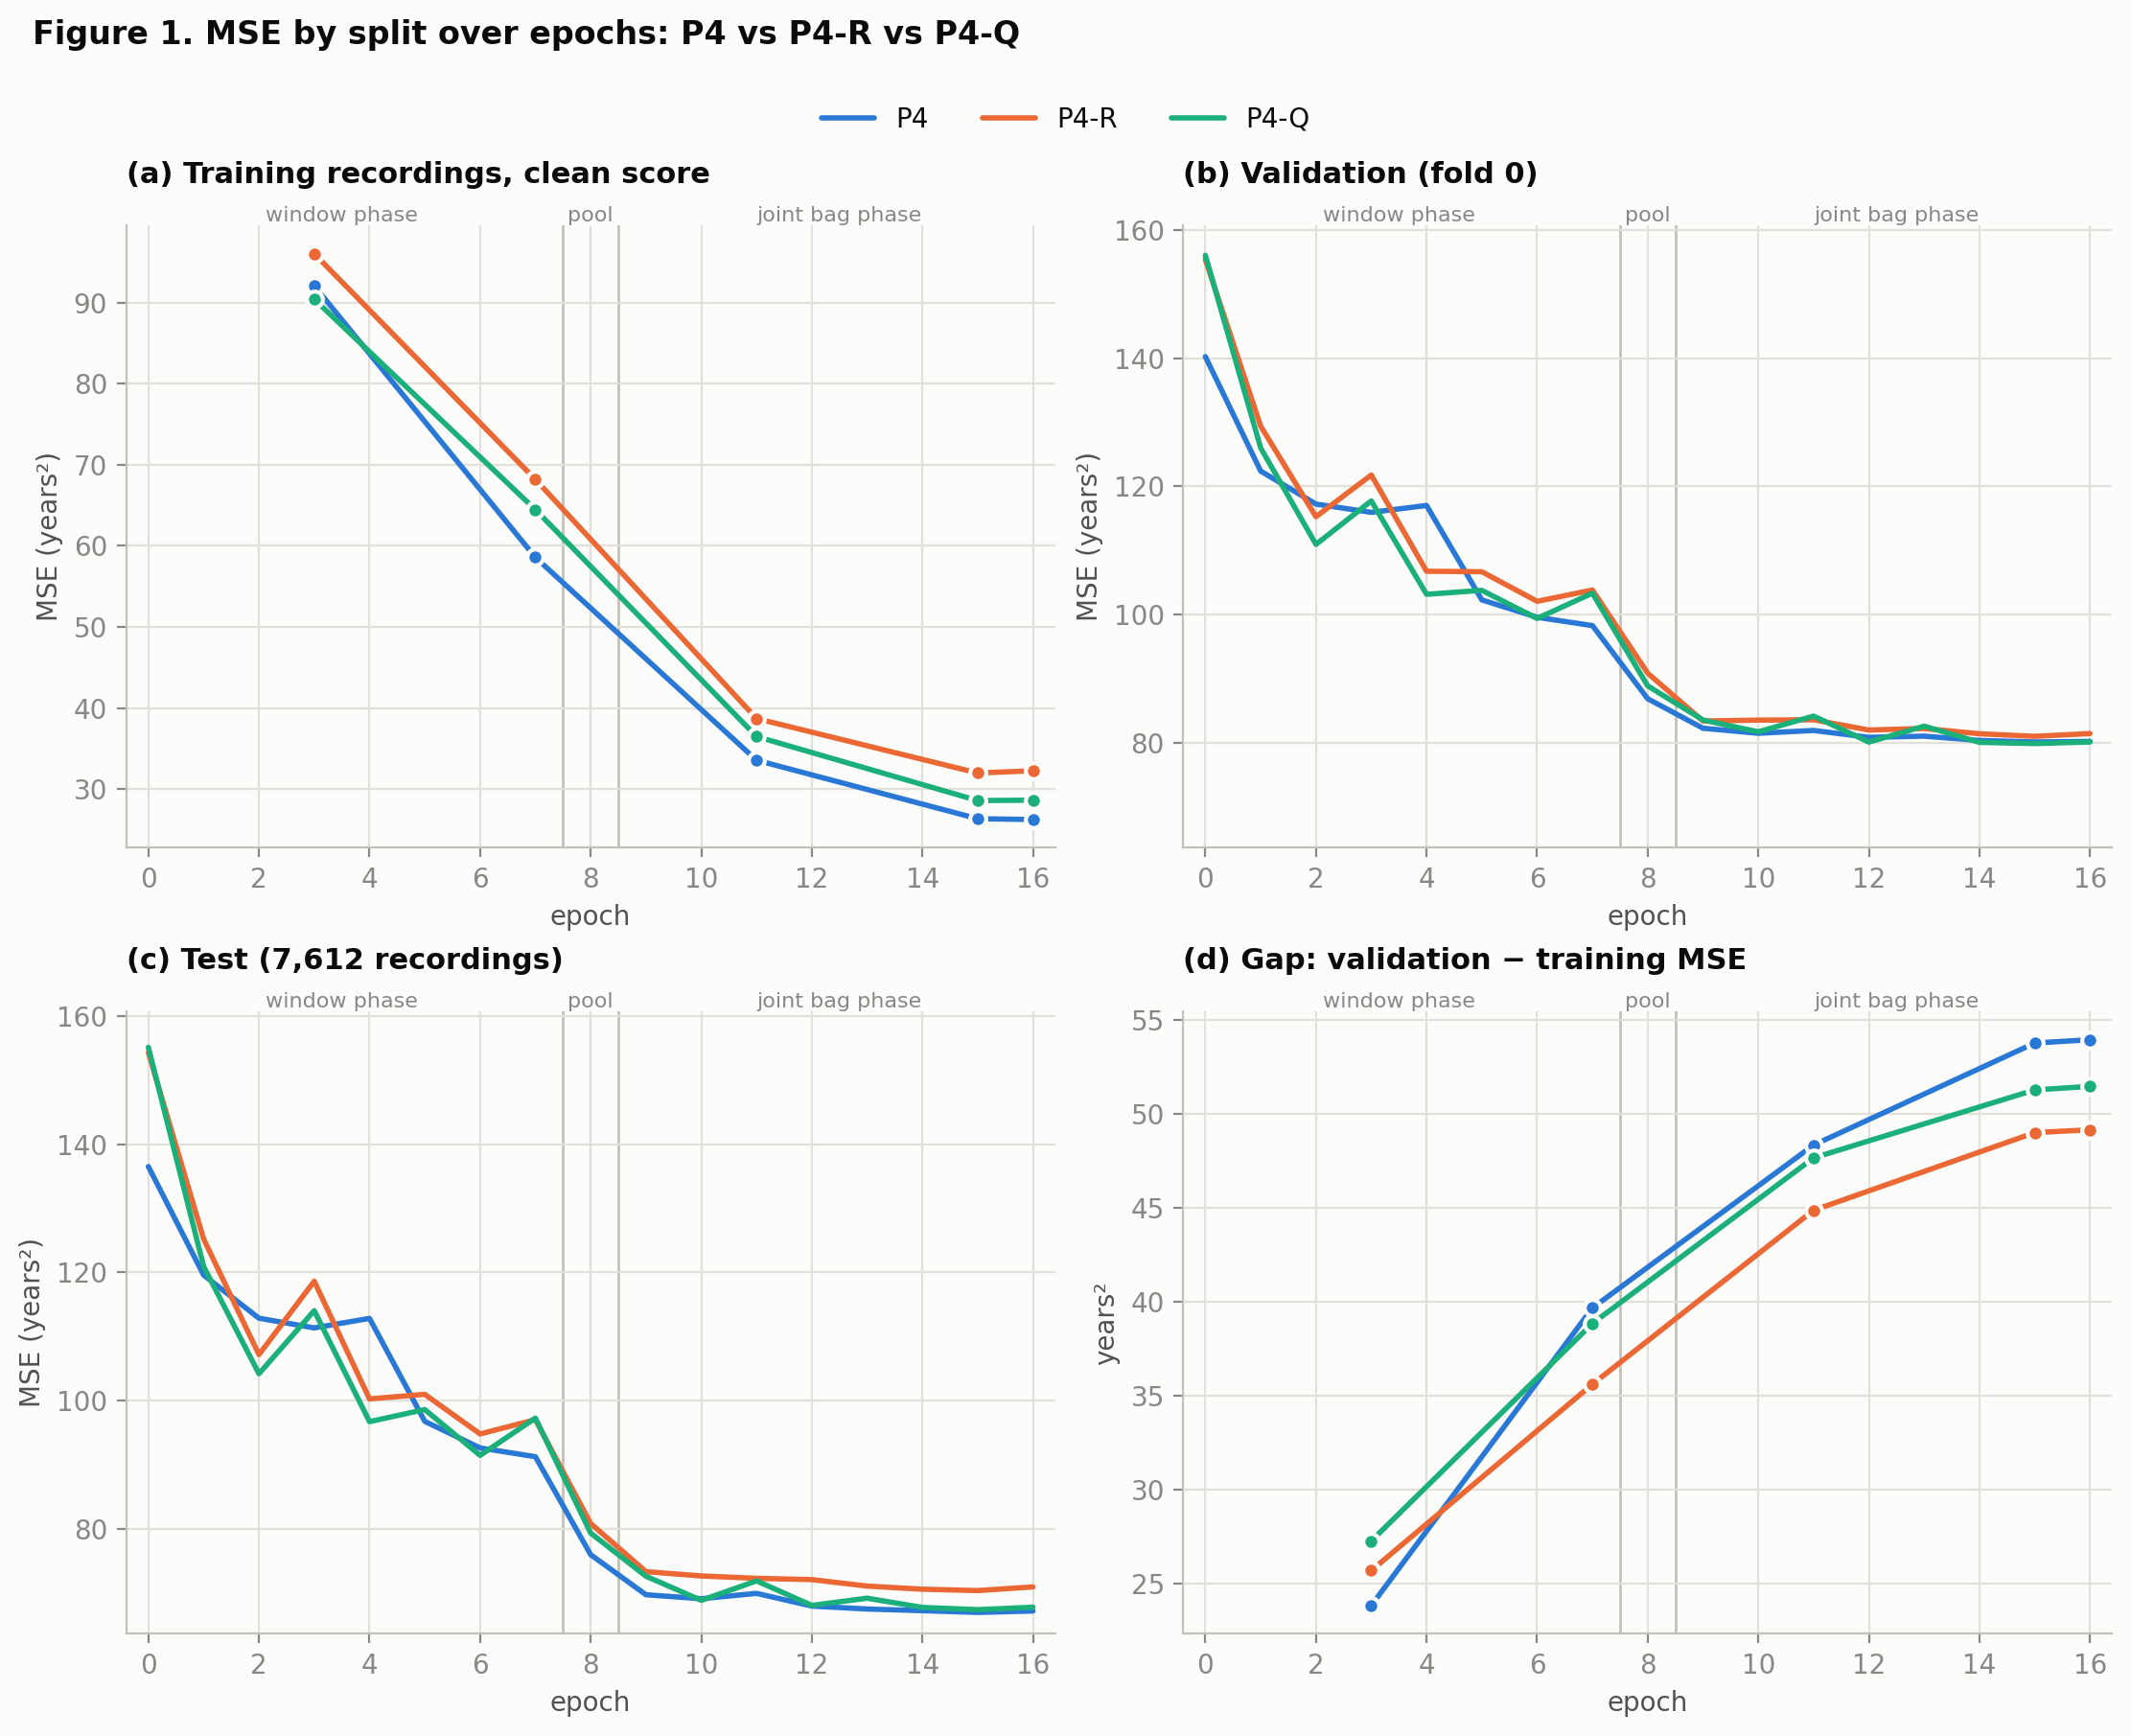 Figure 1. MSE by split over epochs: P4 vs P4-R vs P4-Q
P4 P4-R P4-Q
(a) Training recordings, clean score
window phase pool joint bag phase
90
80
70
60
50
40
30
MSE (years²)
0 2 4 6 8 10 12 14 16
epoch
(b) Validation (fold 0)
window phase pool joint bag phase
160
140
120
100
80
MSE (years²)
0 2 4 6 8 10 12 14 16
epoch
(c) Test (7,612 recordings)
window phase pool joint bag phase
160
140
120
100
80
MSE (years²)
0 2 4 6 8 10 12 14 16
epoch
(d) Gap: validation − training MSE
window phase pool joint bag phase
55
50
45
40
35
30
25
years²
0 2 4 6 8 10 12 14 16
epoch